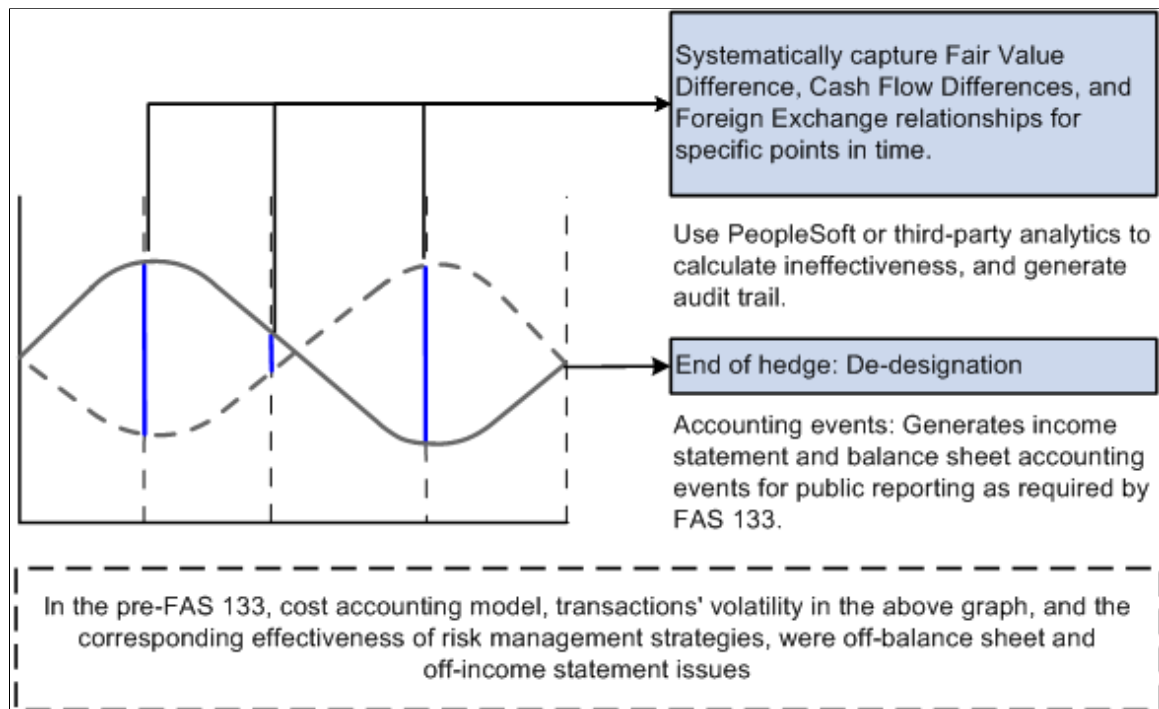 Systematically capture Fair Value
Difference, Cash Flow Differences, and
Foreign Exchange relationships for
specific points in time.
Use PeopleSoft or third-party analytics to
calculate ineffectiveness, and generate
audit trail.
End of hedge: De-designation
Accounting events: Generates income
statement and balance sheet accounting
events for public reporting as required by
FAS 133.
In the pre-FAS 133, cost accounting model, transactions' volatility in the above graph, and the
corresponding effectiveness of risk management strategies, were off-balance sheet and
off-income statement issues